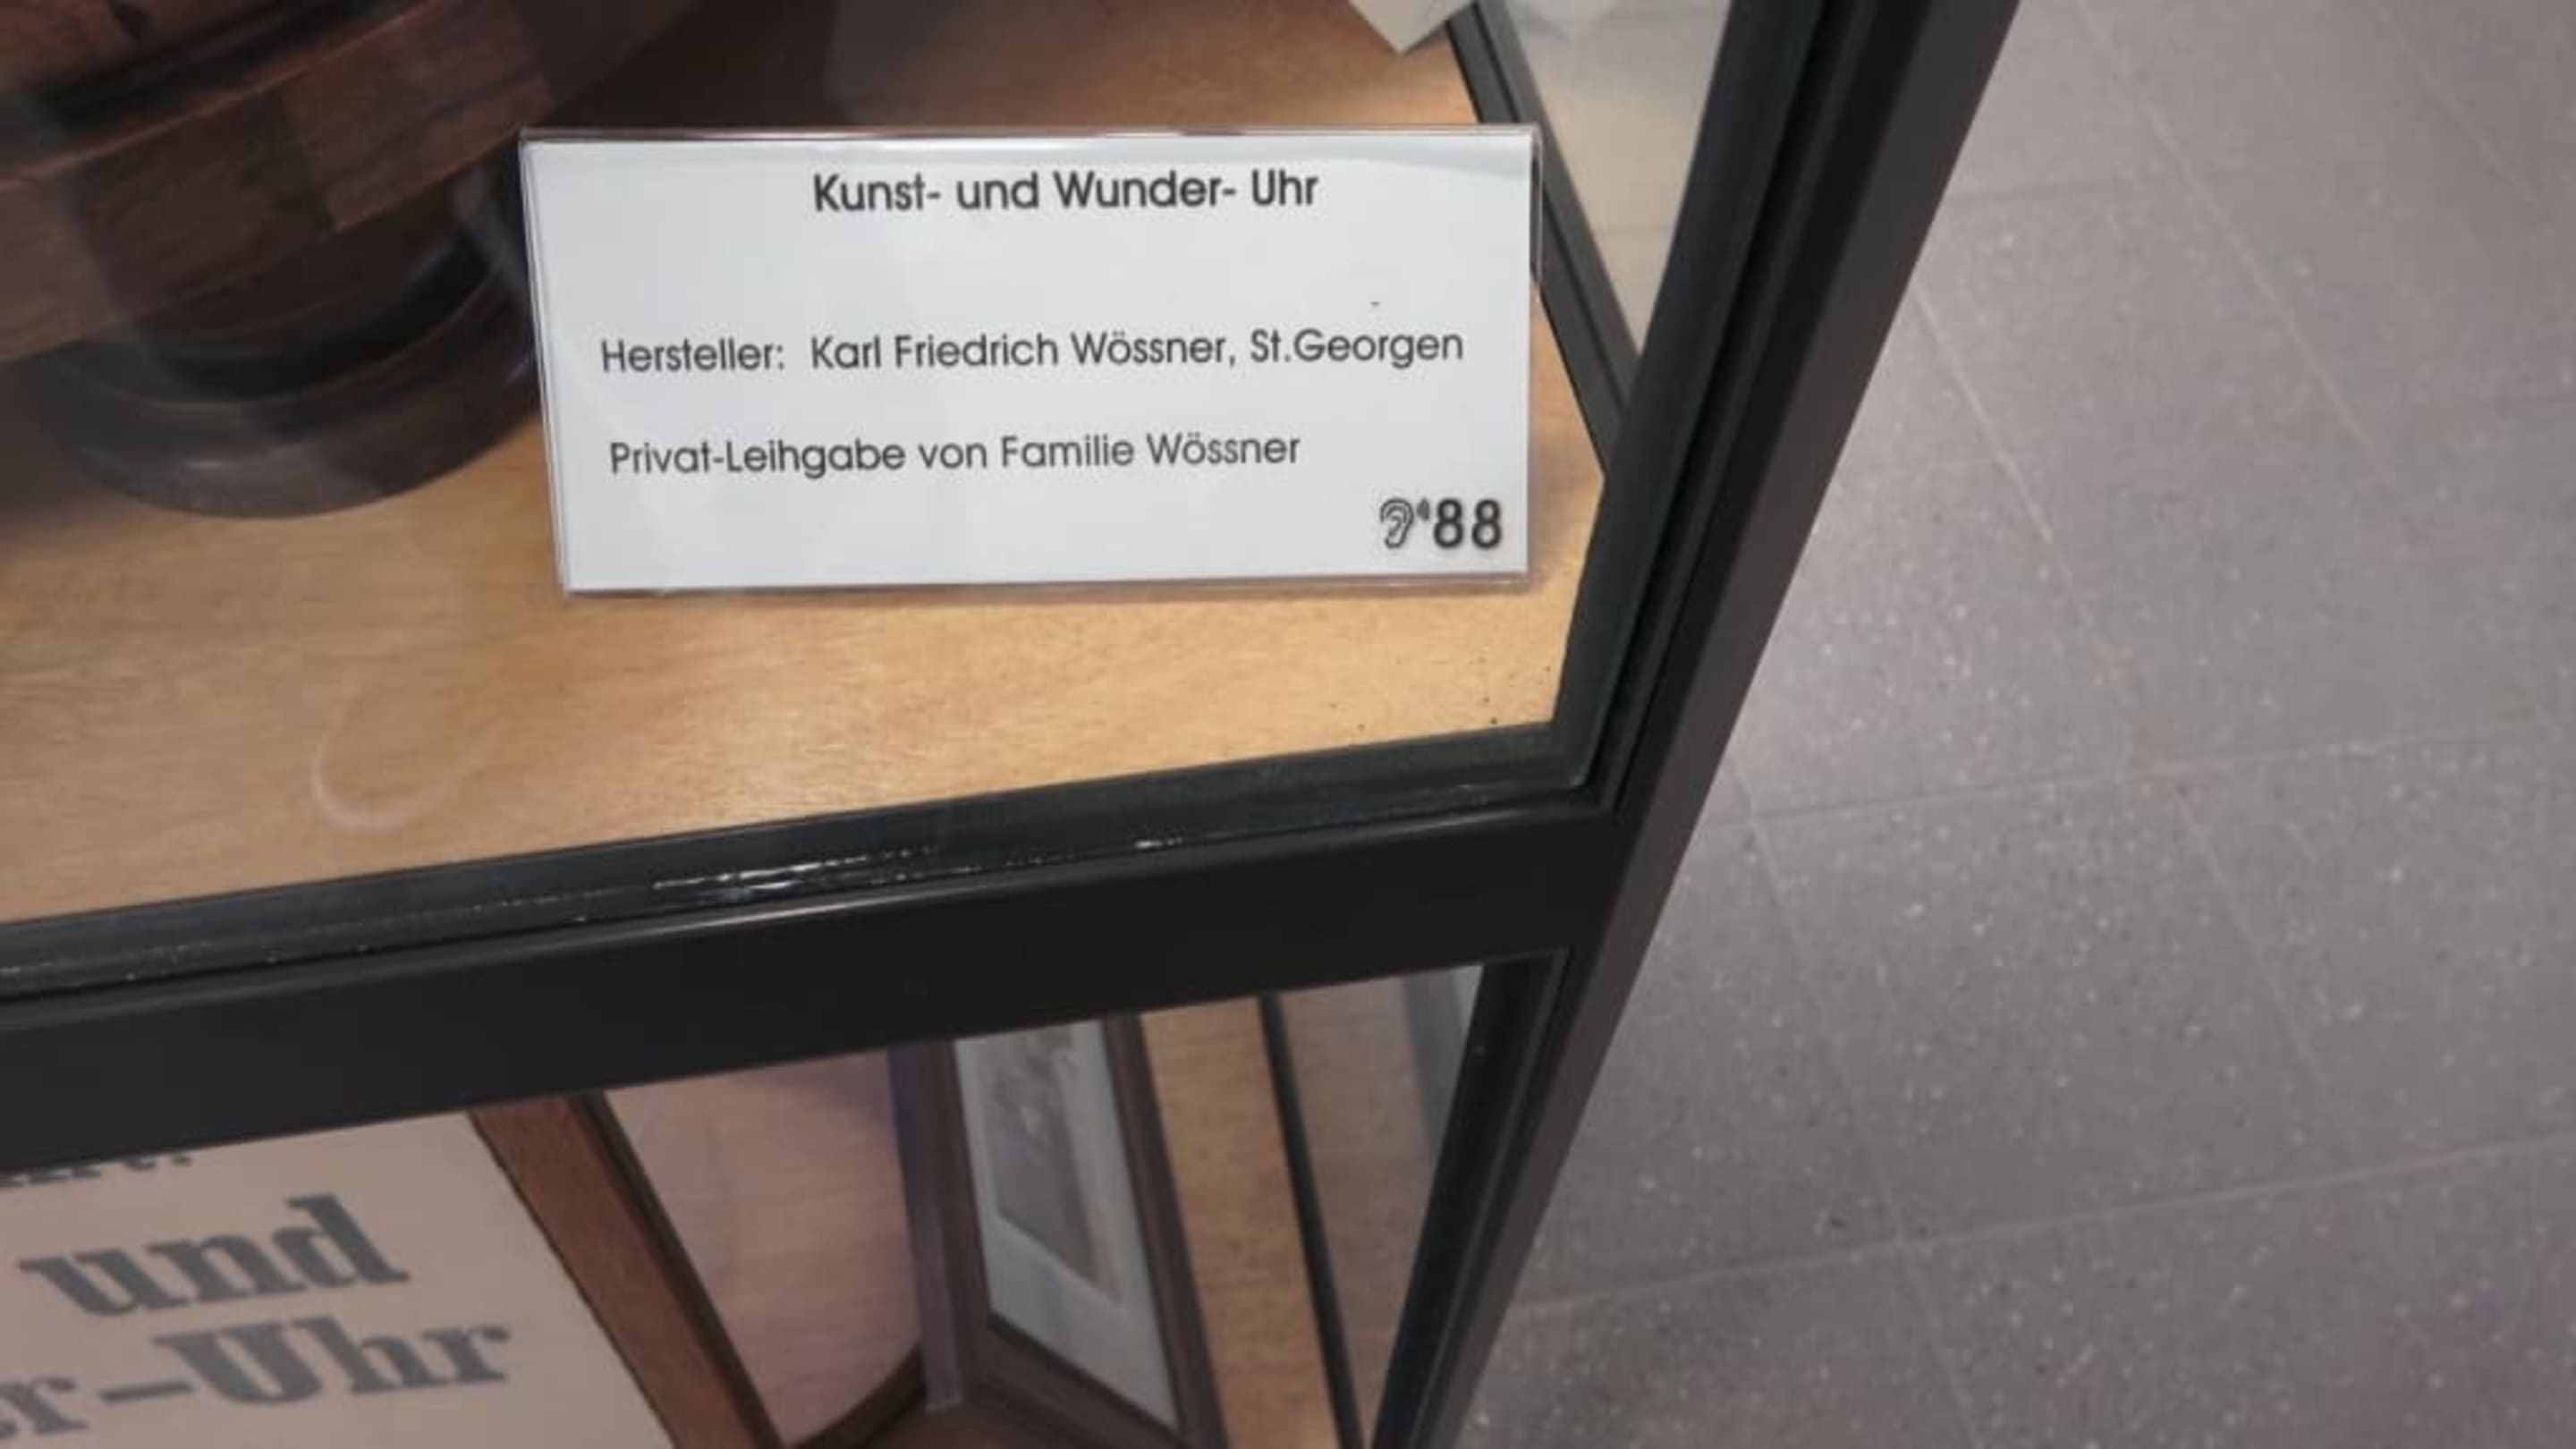 Kunst- und Wunder- Uhr
Hersteller: Karl Friedrich Wössner, St.Georgen
Privat-Leihgabe von Familie Wössner
88
und
-Uhr